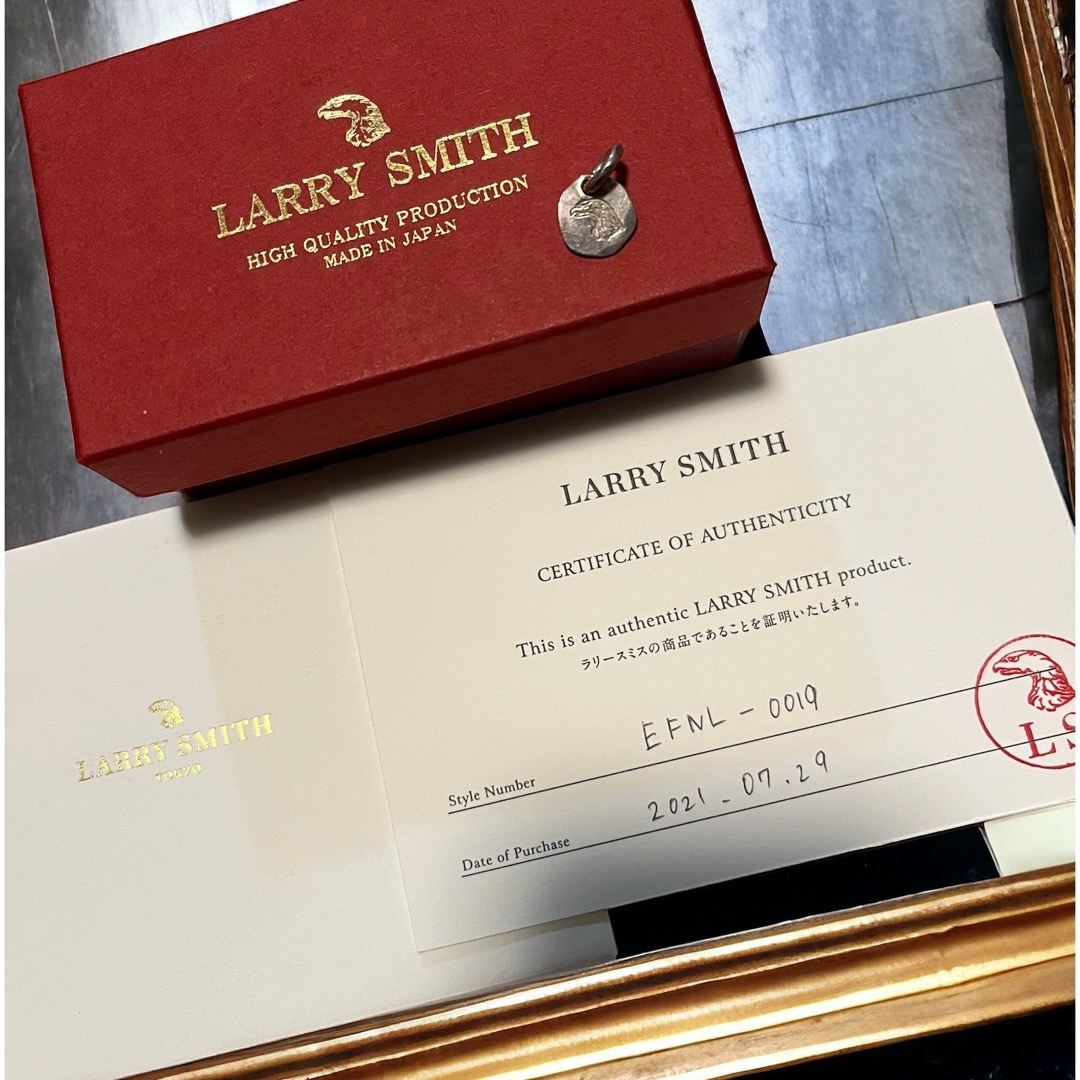 LARRY SMITH
HIGH QUALITY PRODUCTION
MADE IN JAPAN
LARRY SMITH
CERTIFICATE OF AUTHENTICITY
This is an authentic LARRY SMITH product.
ラリースミスの商品であることを証明いたします。
Style Number EFNL - 0019
Date of Purchase 2021 . 07 . 29
LS
LARRY SMITH
TOKYO